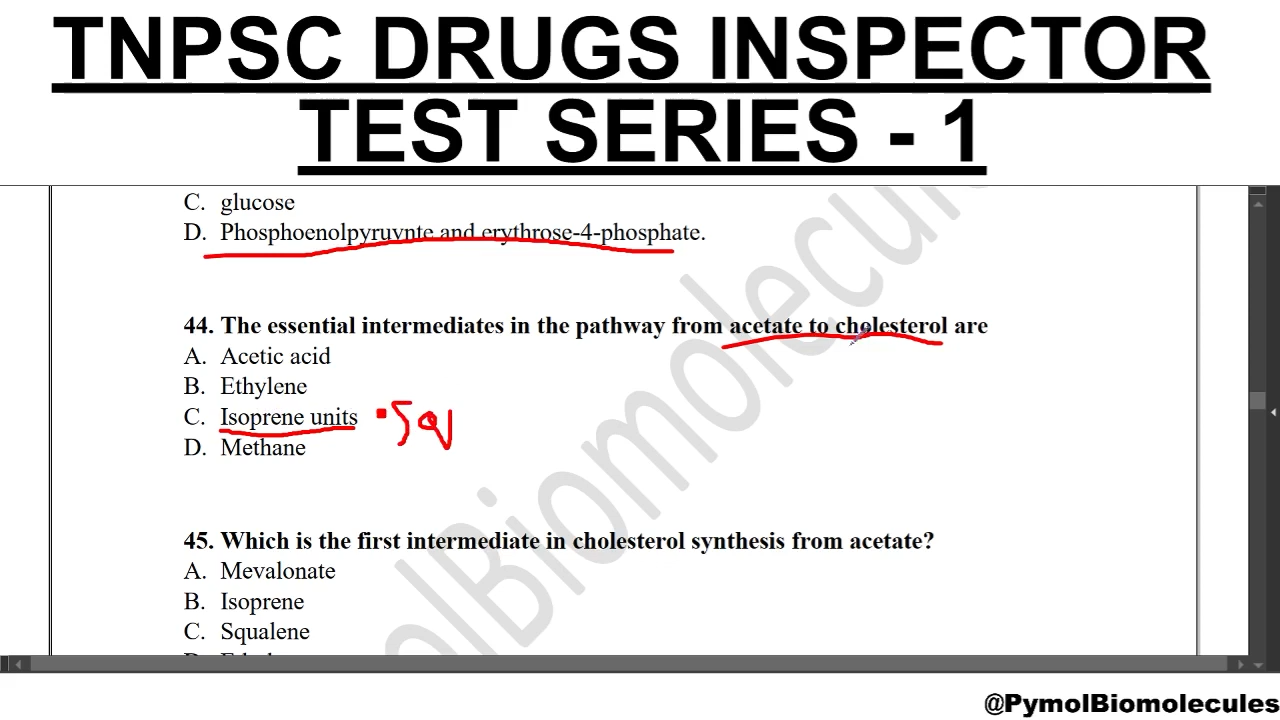 TNPSC DRUGS INSPECTOR
TEST SERIES - 1
C. glucose
D. Phosphoenolpyruvnte and erythrose-4-phosphate.
44. The essential intermediates in the pathway from acetate to cholesterol are
A. Acetic acid
B. Ethylene
C. Isoprene units Sq
D. Methane
45. Which is the first intermediate in cholesterol synthesis from acetate?
A. Mevalonate
B. Isoprene
C. Squalene
olBiomolecule
@PymolBiomolecules